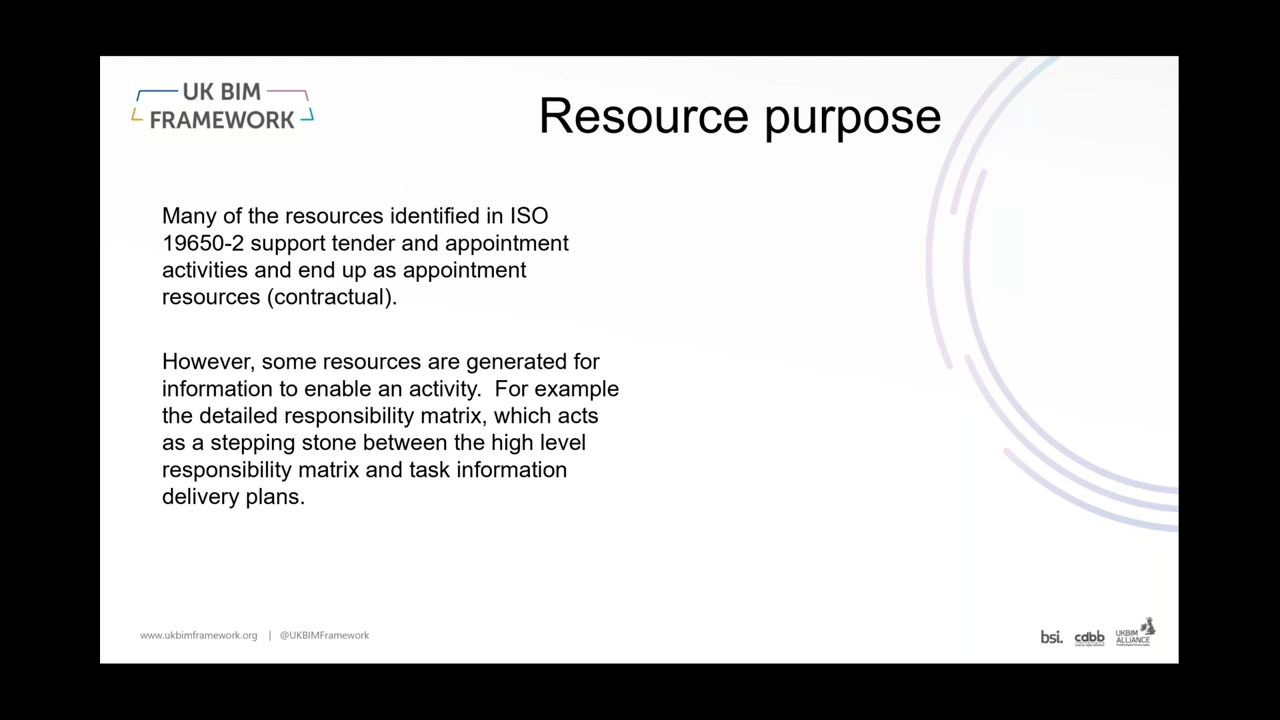 UK BIM
FRAMEWORK
Resource purpose
Many of the resources identified in ISO
19650-2 support tender and appointment
activities and end up as appointment
resources (contractual).
However, some resources are generated for
information to enable an activity.  For example
the detailed responsibility matrix, which acts
as a stepping stone between the high level
responsibility matrix and task information
delivery plans.
www.ukbimframework.org | @UKBIMFramework
bsi.
cdbb
UKBIM
ALLIANCE